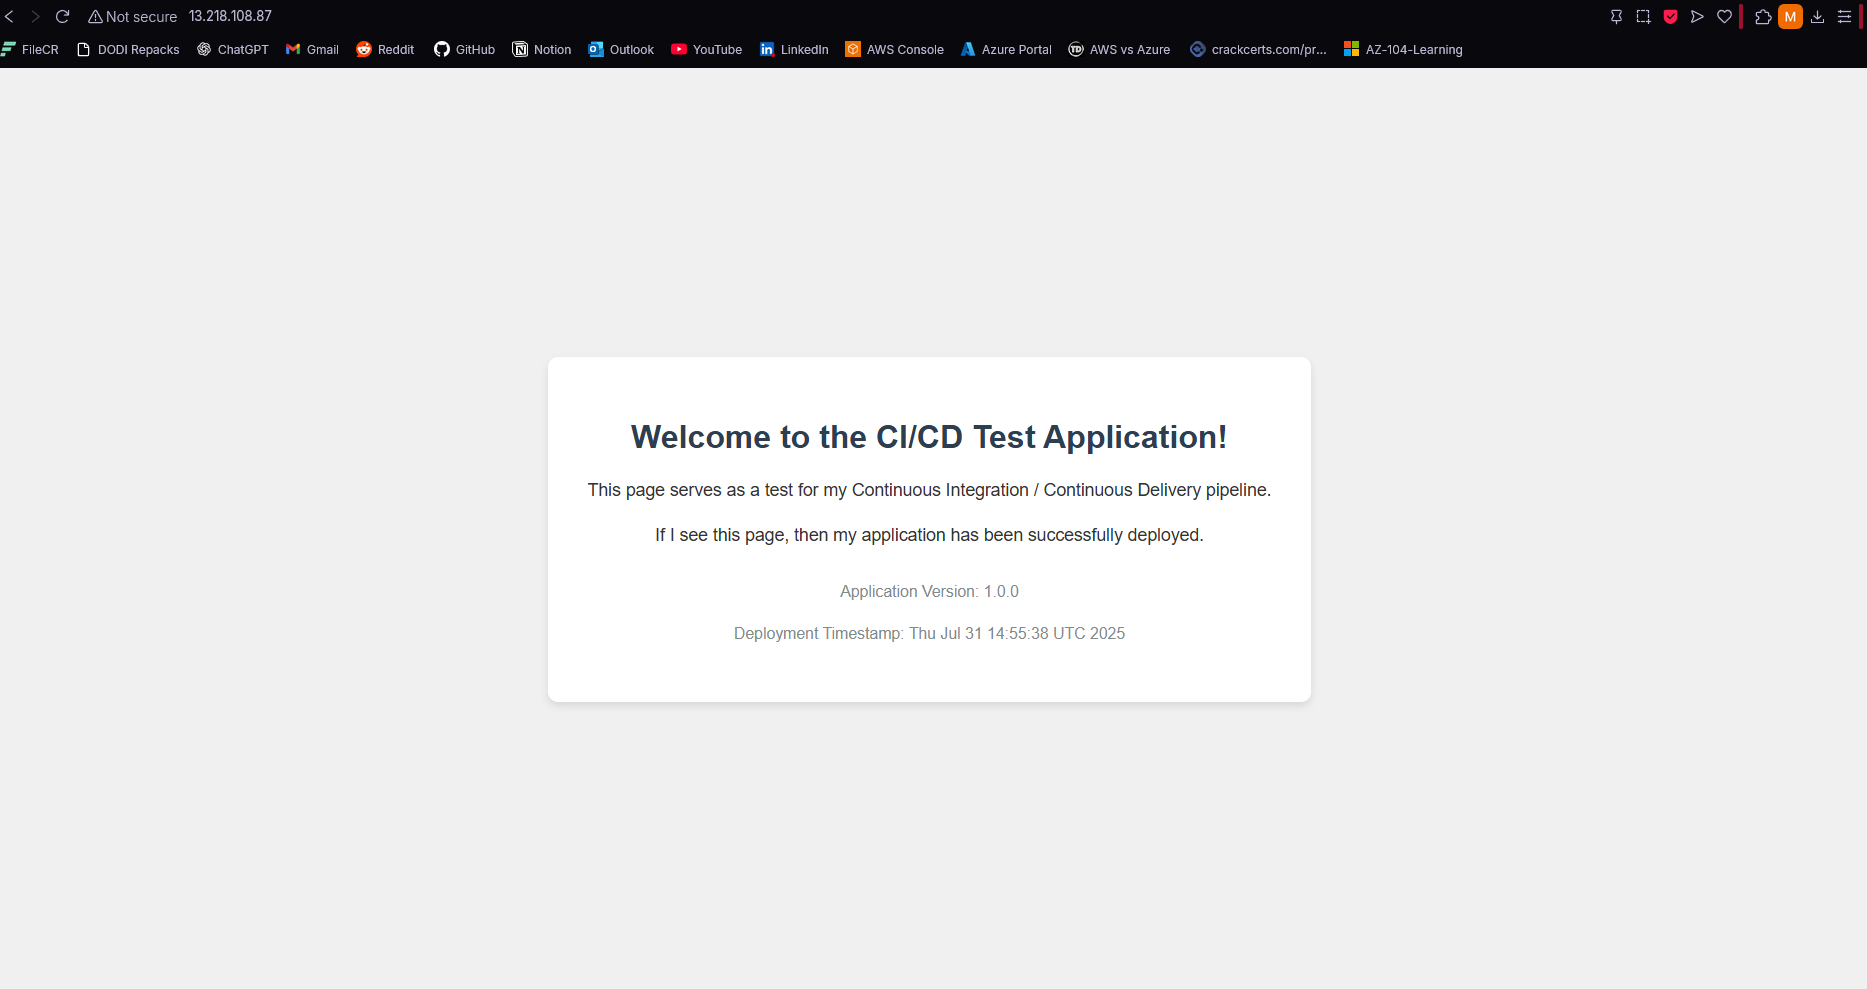 Not secure 13.218.108.87
M
FileCR DODI Repacks ChatGPT Gmail Reddit GitHub Notion Outlook YouTube LinkedIn AWS Console Azure Portal TD AWS vs Azure crackcerts.com/pr... AZ-104-Learning
Welcome to the CI/CD Test Application!
This page serves as a test for my Continuous Integration / Continuous Delivery pipeline.
If I see this page, then my application has been successfully deployed.
Application Version: 1.0.0
Deployment Timestamp: Thu Jul 31 14:55:38 UTC 2025